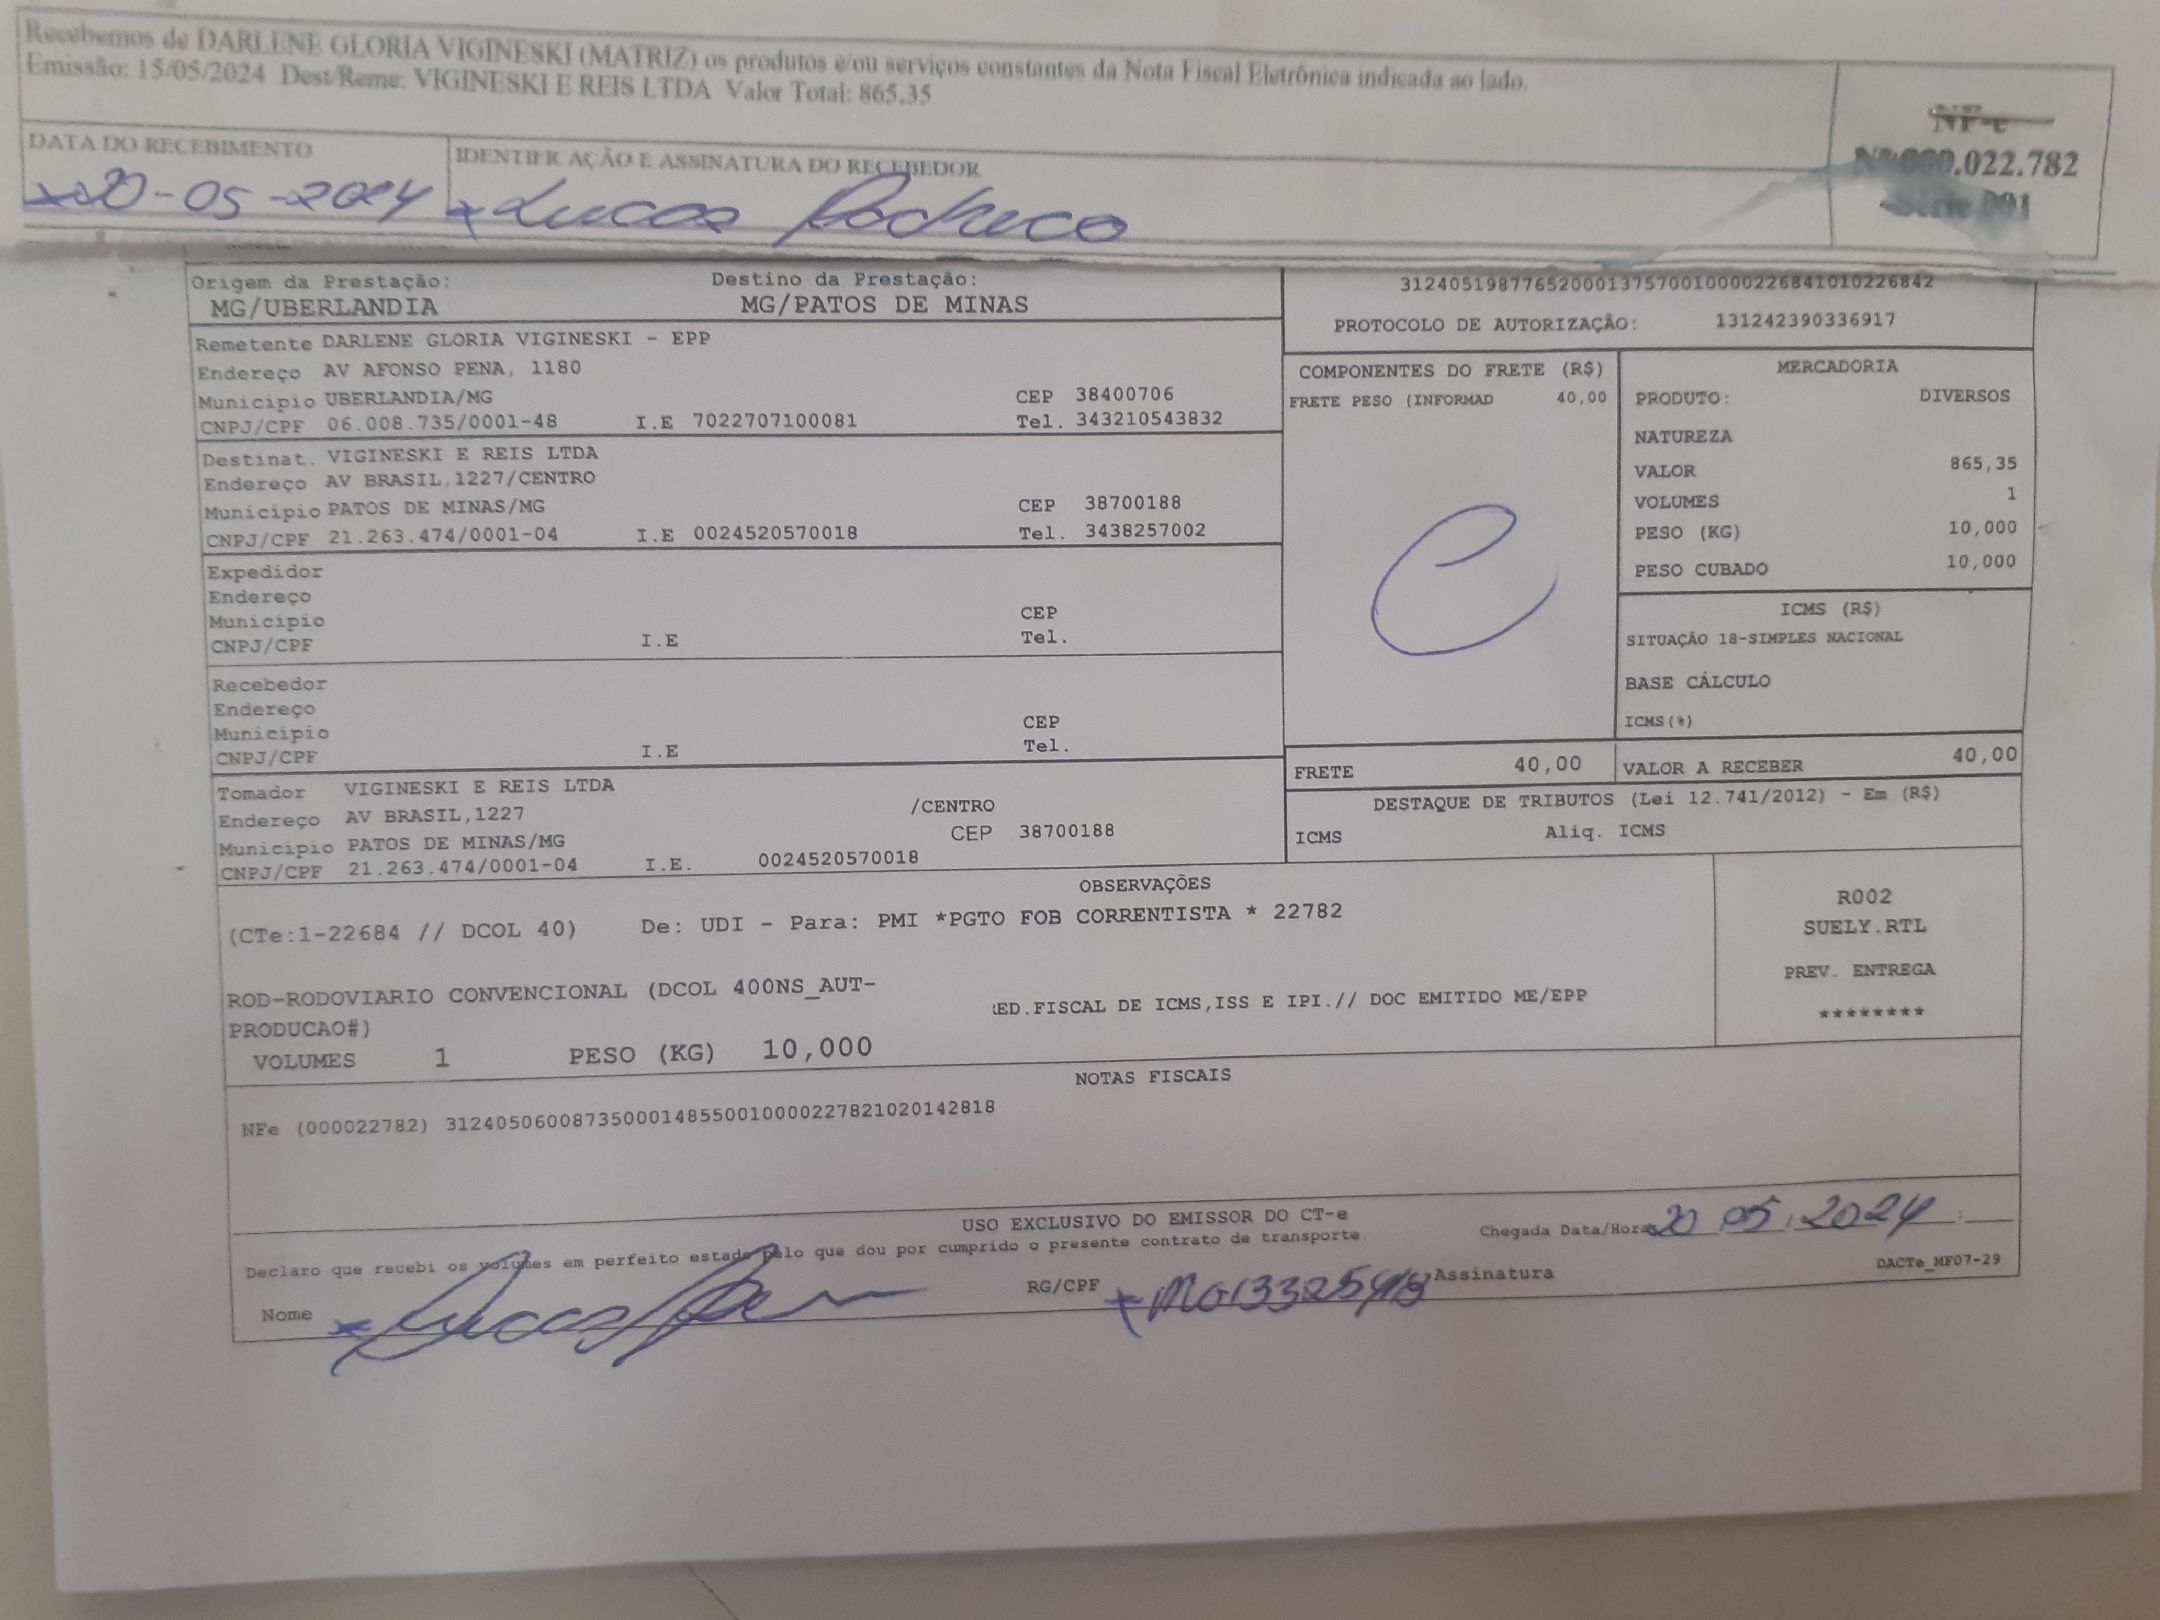 Recebemos de DARLENE GLORIA VIGINESKI (MATRIZ) os produtos e/ou serviços constantes da Nota Fiscal Eletrônica indicada ao lado.
Emissão: 15/05/2024 Dest/Reme: VIGINESKI E REIS LTDA Valor Total: 865,35
NF-e
Nº 000.022.782
Série 001
DATA DO RECEBIMENTO
20-05-2024
IDENTIFICAÇÃO E ASSINATURA DO RECEBEDOR
Lucas Pacheco
Origem da Prestação: Destino da Prestação:
MG/UBERLANDIA MG/PATOS DE MINAS
31240519877652000137570010000226841010226842
PROTOCOLO DE AUTORIZAÇÃO: 131242390336917
Remetente DARLENE GLORIA VIGINESKI - EPP
Endereço AV AFONSO PENA, 1180
Municipio UBERLANDIA/MG CEP 38400706
CNPJ/CPF 06.008.735/0001-48 I.E 7022707100081 Tel. 343210543832
Destinat. VIGINESKI E REIS LTDA
Endereço AV BRASIL,1227/CENTRO
Municipio PATOS DE MINAS/MG CEP 38700188
CNPJ/CPF 21.263.474/0001-04 I.E 0024520570018 Tel. 3438257002
Expedidor
Endereço
Municipio CEP
CNPJ/CPF I.E Tel.
Recebedor
Endereço
Municipio CEP
CNPJ/CPF I.E Tel.
Tomador VIGINESKI E REIS LTDA
Endereço AV BRASIL,1227 /CENTRO
Municipio PATOS DE MINAS/MG CEP 38700188
CNPJ/CPF 21.263.474/0001-04 I.E. 0024520570018
COMPONENTES DO FRETE (R$)
FRETE PESO (INFORMAD 40,00
MERCADORIA
PRODUTO: DIVERSOS
NATUREZA
VALOR 865,35
VOLUMES 1
PESO (KG) 10,000
PESO CUBADO 10,000
ICMS (R$)
SITUAÇÃO 18-SIMPLES NACIONAL
BASE CÁLCULO
ICMS(%)
FRETE 40,00 VALOR A RECEBER 40,00
DESTAQUE DE TRIBUTOS (Lei 12.741/2012) - Em (R$)
ICMS Aliq. ICMS
OBSERVAÇÕES
(CTe:1-22684 // DCOL 40) De: UDI - Para: PMI *PGTO FOB CORRENTISTA * 22782
ROD-RODOVIARIO CONVENCIONAL (DCOL 400NS_AUT-
PRODUCAO#)
ED.FISCAL DE ICMS,ISS E IPI.// DOC EMITIDO ME/EPP
VOLUMES 1 PESO (KG) 10,000
R002
SUELY.RTL
PREV. ENTREGA
********
NOTAS FISCAIS
NFe (000022782) 31240506008735000148550010000227821020142818
USO EXCLUSIVO DO EMISSOR DO CT-e
Declaro que recebi os volumes em perfeito estado pelo que dou por cumprido o presente contrato de transporte.
Chegada Data/Hora 20.05.2024 :
Nome Lucas
RG/CPF
Assinatura
DACTe_MF07-29